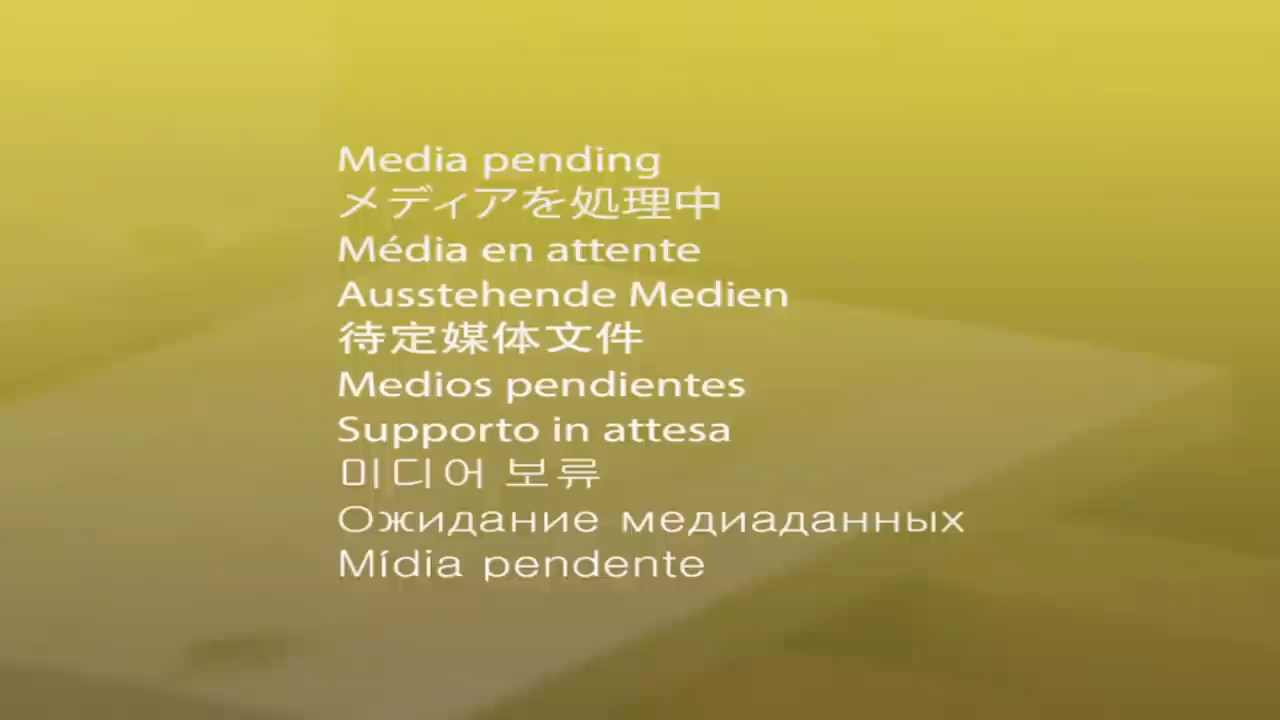 Media pending
メディアを処理中
Média en attente
Ausstehende Medien
待定媒体文件
Medios pendientes
Supporto in attesa
미디어 보류
Ожидание медиаданных
Mídia pendente